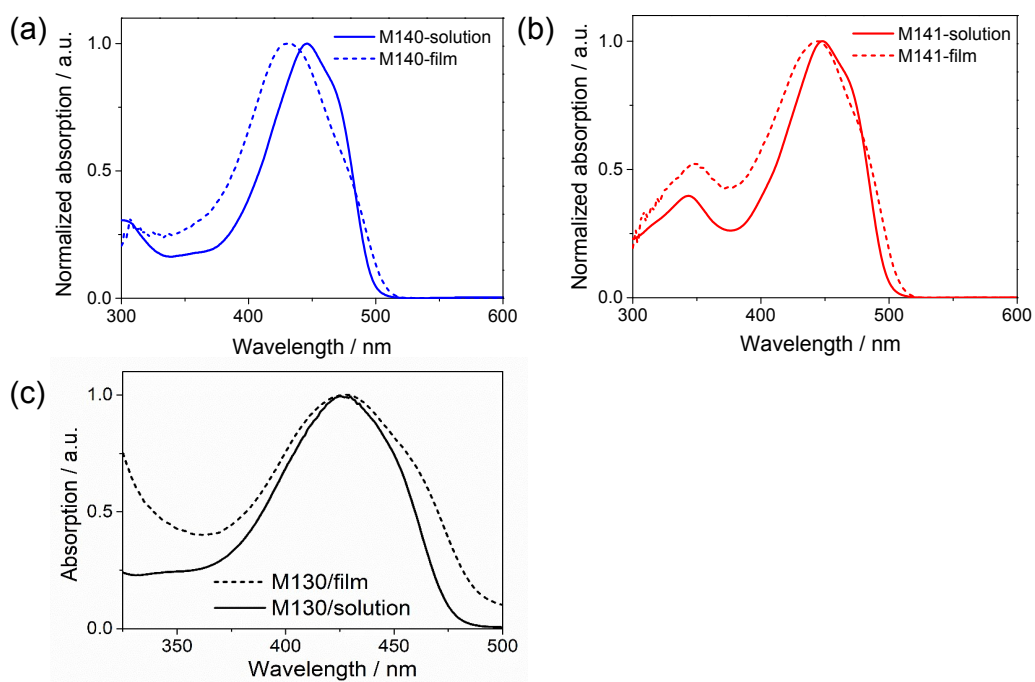 (a)
M140-solution
M140-film
1.0
0.5
0.0
Normalized absorption / a.u.
300
400
500
600
Wavelength / nm
(b)
M141-solution
M141-film
1.0
0.5
0.0
Normalized absorption / a.u.
300
400
500
600
Wavelength / nm
(c)
1.0
0.5
0.0
Absorption / a.u.
M130/film
M130/solution
350
400
450
500
Wavelength / nm